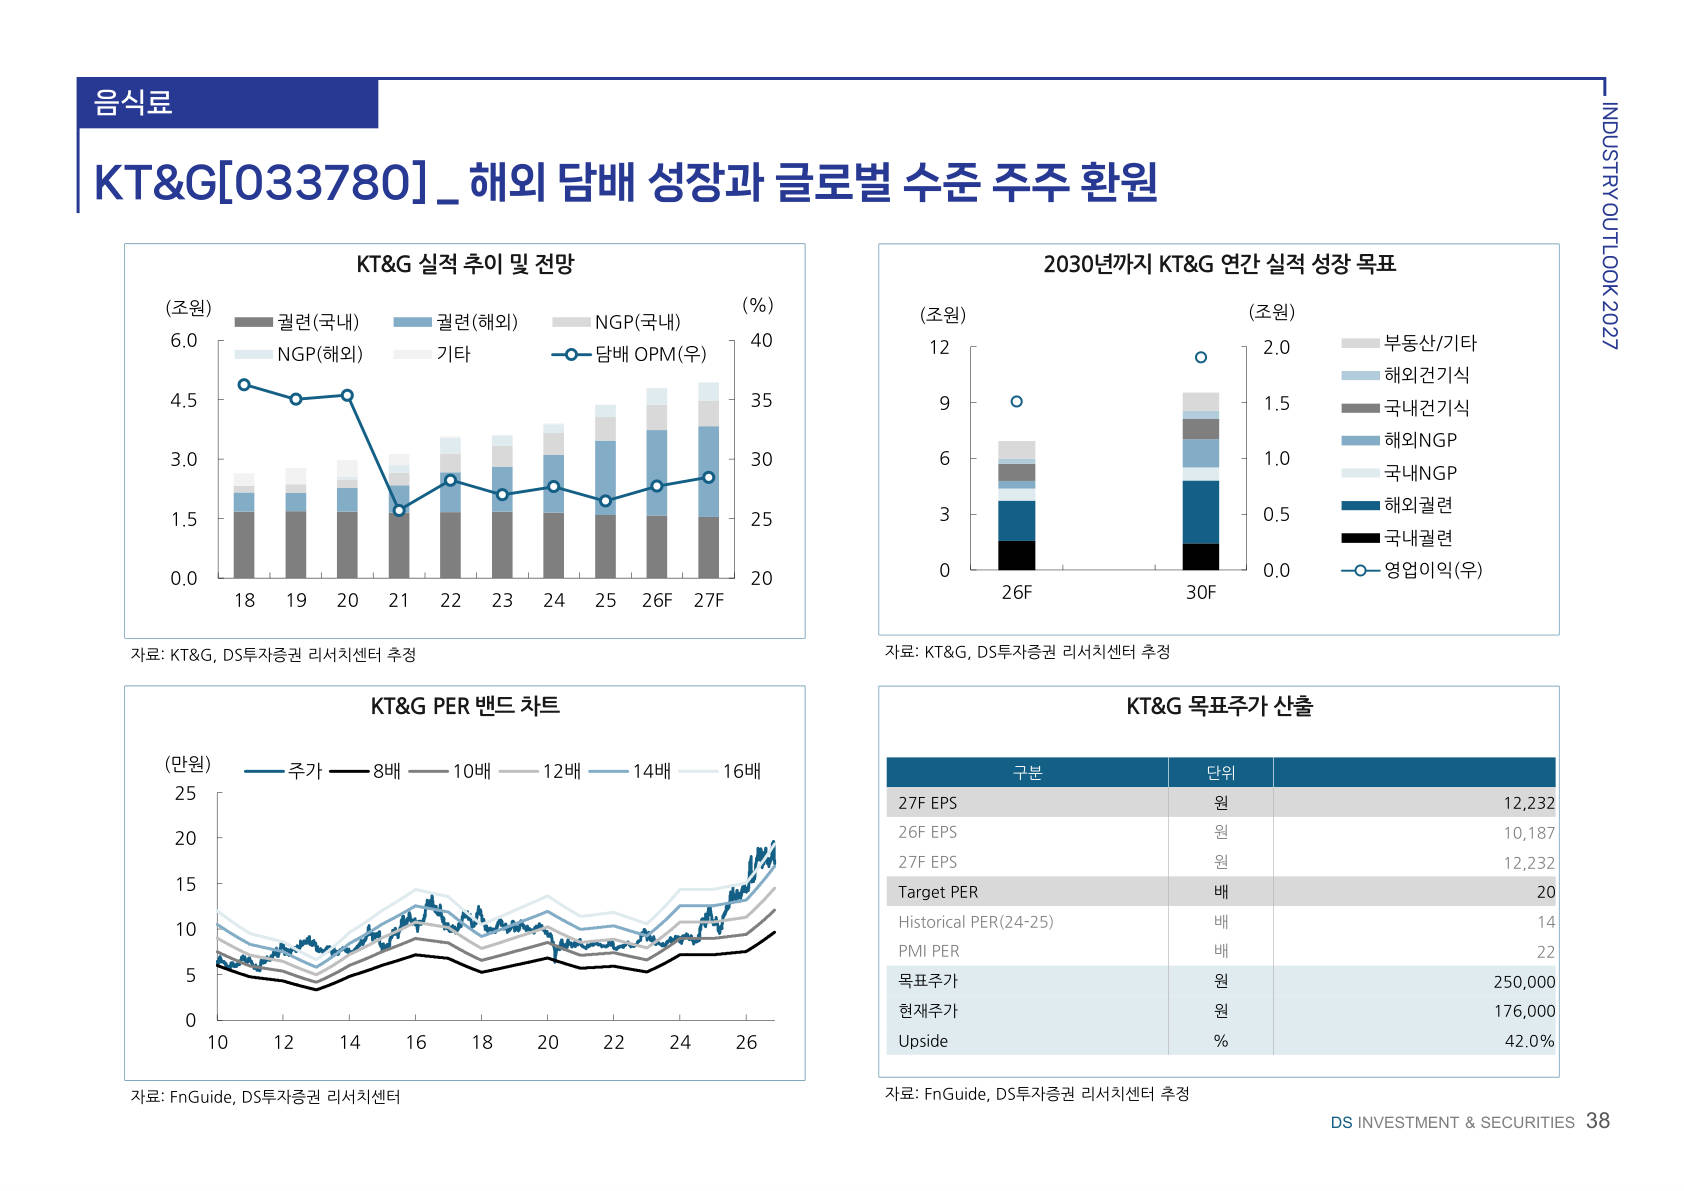 음식료
KT&G[033780] _ 해외 담배 성장과 글로벌 수준 주주 환원
INDUSTRY OUTLOOK 2027
KT&G 실적 추이 및 전망
(조원) (%)
궐련(국내) 궐련(해외) NGP(국내)
NGP(해외) 기타 담배 OPM(우)
6.0 40
4.5 35
3.0 30
1.5 25
0.0 20
18 19 20 21 22 23 24 25 26F 27F
자료: KT&G, DS투자증권 리서치센터 추정
2030년까지 KT&G 연간 실적 성장 목표
(조원) (조원)
12 2.0
9 1.5
6 1.0
3 0.5
0 0.0
26F 30F
부동산/기타
해외건기식
국내건기식
해외NGP
국내NGP
해외궐련
국내궐련
영업이익(우)
자료: KT&G, DS투자증권 리서치센터 추정
KT&G PER 밴드 차트
(만원)
주가 8배 10배 12배 14배 16배
25
20
15
10
5
0
10 12 14 16 18 20 22 24 26
자료: FnGuide, DS투자증권 리서치센터
KT&G 목표주가 산출
구분 단위
27F EPS 원 12,232
26F EPS 원 10,187
27F EPS 원 12,232
Target PER 배 20
Historical PER(24-25) 배 14
PMI PER 배 22
목표주가 원 250,000
현재주가 원 176,000
Upside % 42.0%
자료: FnGuide, DS투자증권 리서치센터 추정
DS INVESTMENT & SECURITIES 38